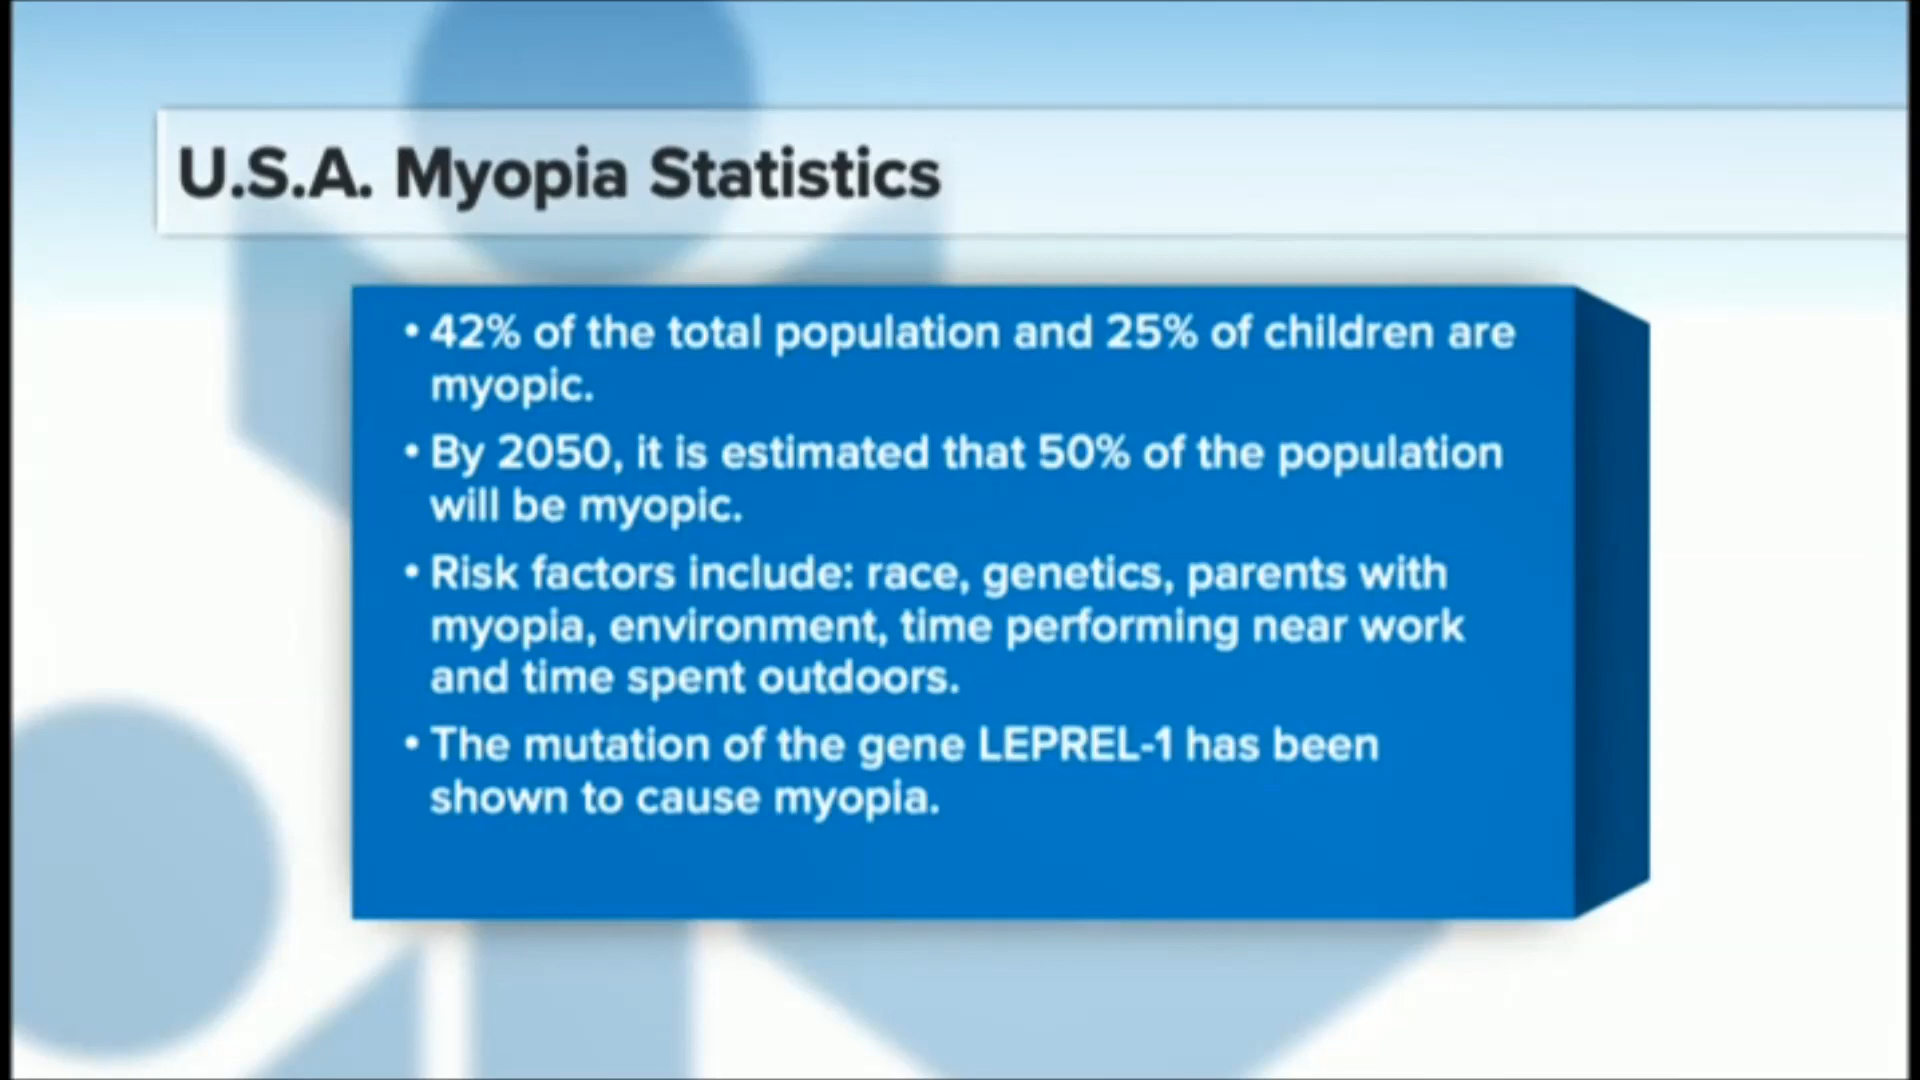 U.S.A. Myopia Statistics
• 42% of the total population and 25% of children are
myopic.
• By 2050, it is estimated that 50% of the population
will be myopic.
• Risk factors include: race, genetics, parents with
myopia, environment, time performing near work
and time spent outdoors.
• The mutation of the gene LEPREL-1 has been
shown to cause myopia.